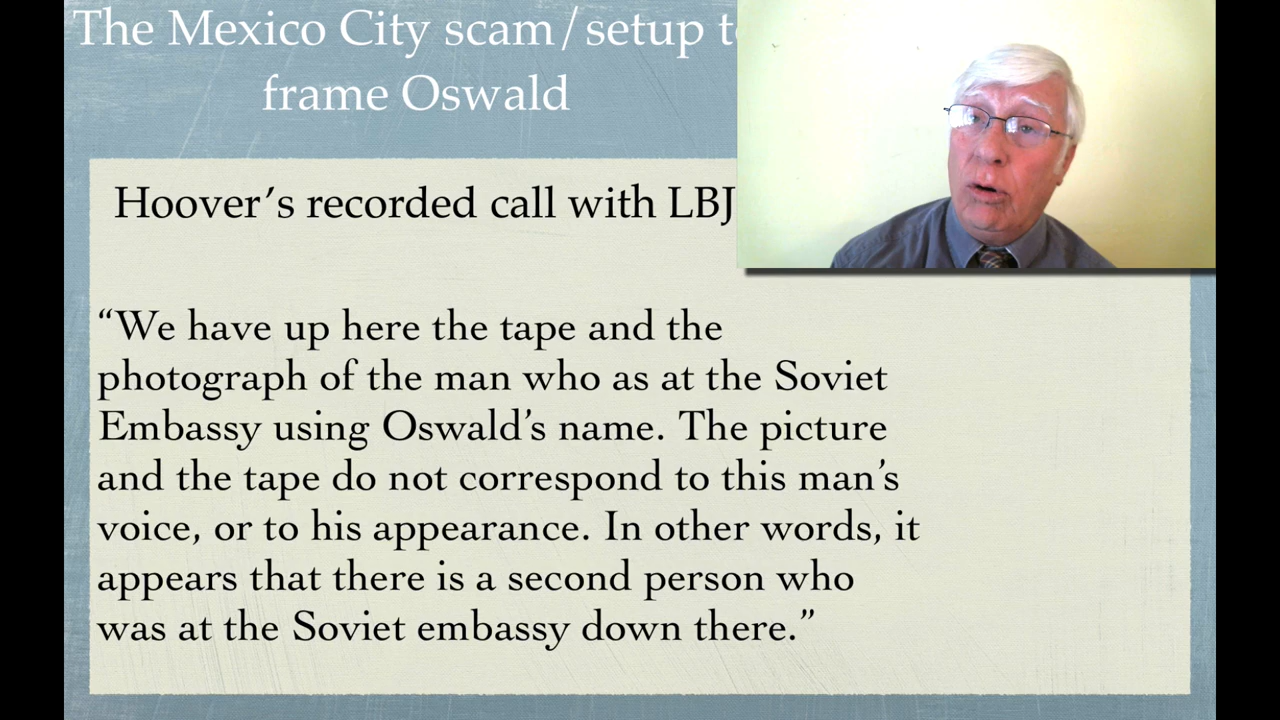 The Mexico City scam/setup to
frame Oswald
Hoover's recorded call with LBJ
“We have up here the tape and the
photograph of the man who as at the Soviet
Embassy using Oswald’s name. The picture
and the tape do not correspond to this man’s
voice, or to his appearance. In other words, it
appears that there is a second person who
was at the Soviet embassy down there.”